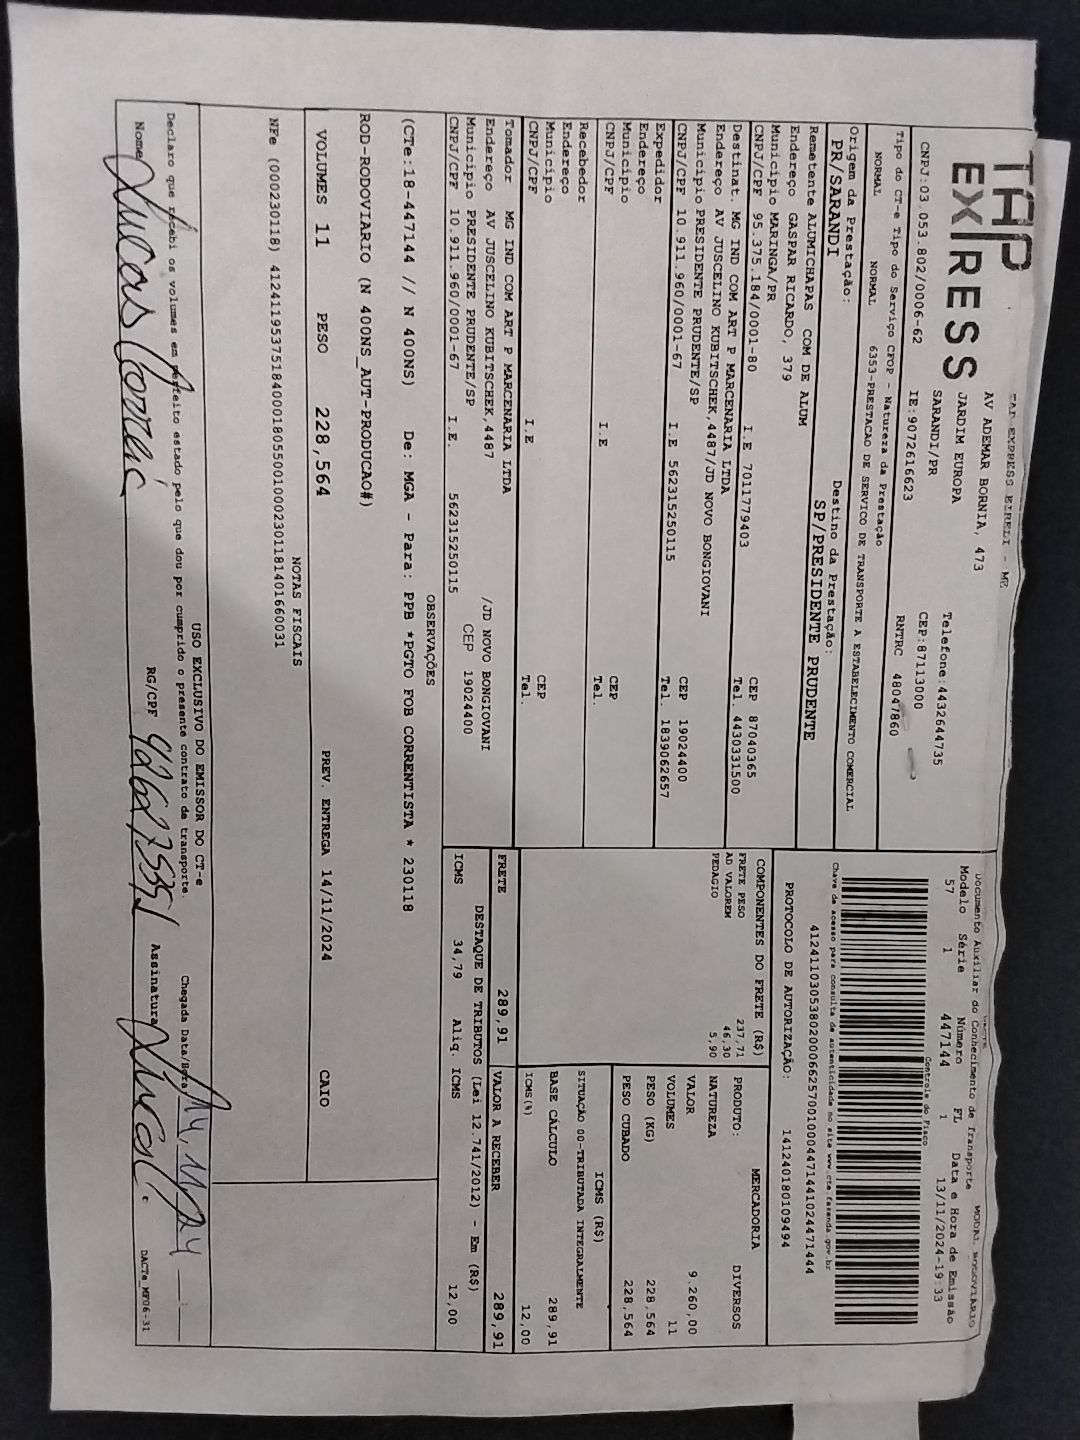 TAP
EXPRESS
TAP EXPRESS EIRELI - ME
AV ADEMAR BORNIA, 473
JARDIM EUROPA
SARANDI/PR
Telefone:4432644735
CEP:87113000
CNPJ:03.053.802/0006-62 IE:9072616623 RNTRC 48047860
Tipo do CT-e Tipo do Serviço CFOP - Natureza da Prestação
NORMAL NORMAL 6353-PRESTACAO DE SERVICO DE TRANSPORTE A ESTABELECIMENTO COMERCIAL
Origem da Prestação: Destino da Prestação:
PR/SARANDI SP/PRESIDENTE PRUDENTE
Documento Auxiliar do Conhecimento de Transporte MODAL RODOVIÁRIO
Modelo Série Número FL Data e Hora de Emissão
57 1 447144 1 13/11/2024-19:33
Controle do Fisco
Chave de acesso para consulta de autenticidade no site www.cte.fazenda.gov.br
41241103053802000662570010004471441024471444
PROTOCOLO DE AUTORIZAÇÃO: 141240180109494
Remetente ALUMICHAPAS COM DE ALUM
Endereço GASPAR RICARDO, 379
Municipio MARINGA/PR CEP 87040365
CNPJ/CPF 95.375.184/0001-80 I.E 7011779403 Tel. 4430331500
Destinat. MG IND COM ART P MARCENARIA LTDA
Endereço AV JUSCELINO KUBITSCHEK,4487/JD NOVO BONGIOVANI
Municipio PRESIDENTE PRUDENTE/SP CEP 19024400
CNPJ/CPF 10.911.960/0001-67 I.E 562315250115 Tel. 1839062657
Expedidor
Endereço
Municipio CEP
CNPJ/CPF I.E Tel.
Recebedor
Endereço
Municipio CEP
CNPJ/CPF I.E Tel.
Tomador MG IND COM ART P MARCENARIA LTDA
Endereço AV JUSCELINO KUBITSCHEK,4487 /JD NOVO BONGIOVANI
Municipio PRESIDENTE PRUDENTE/SP CEP 19024400
CNPJ/CPF 10.911.960/0001-67 I.E. 562315250115
COMPONENTES DO FRETE (R$)
FRETE PESO 237,71
AD VALOREM 46,30
PEDAGIO 5,90
MERCADORIA
PRODUTO: DIVERSOS
NATUREZA
VALOR 9.260,00
VOLUMES 11
PESO (KG) 228,564
PESO CUBADO 228,564
ICMS (R$)
SITUAÇÃO 00-TRIBUTADA INTEGRALMENTE
BASE CÁLCULO 289,91
ICMS(%) 12,00
FRETE 289,91 VALOR A RECEBER 289,91
DESTAQUE DE TRIBUTOS (Lei 12.741/2012) - Em (R$)
ICMS 34,79 Aliq. ICMS 12,00
OBSERVAÇÕES
(CTe:18-447144 // N 400NS) De: MGA - Para: PPB *PGTO FOB CORRENTISTA * 230118
ROD-RODOVIARIO (N 400NS_AUT-PRODUCAO#)
VOLUMES 11 PESO 228,564 PREV. ENTREGA 14/11/2024 CAIO
NOTAS FISCAIS
NFe (000230118) 41241195375184000180550010002301181401660031
USO EXCLUSIVO DO EMISSOR DO CT-e
Declaro que recebi os volumes em perfeito estado pelo que dou por cumprido o presente contrato de transporte. Chegada Data/Hora 14,11,24 :
Nome Lucas Correia RG/CPF Assinatura Lucas
DACTe_MF06-31